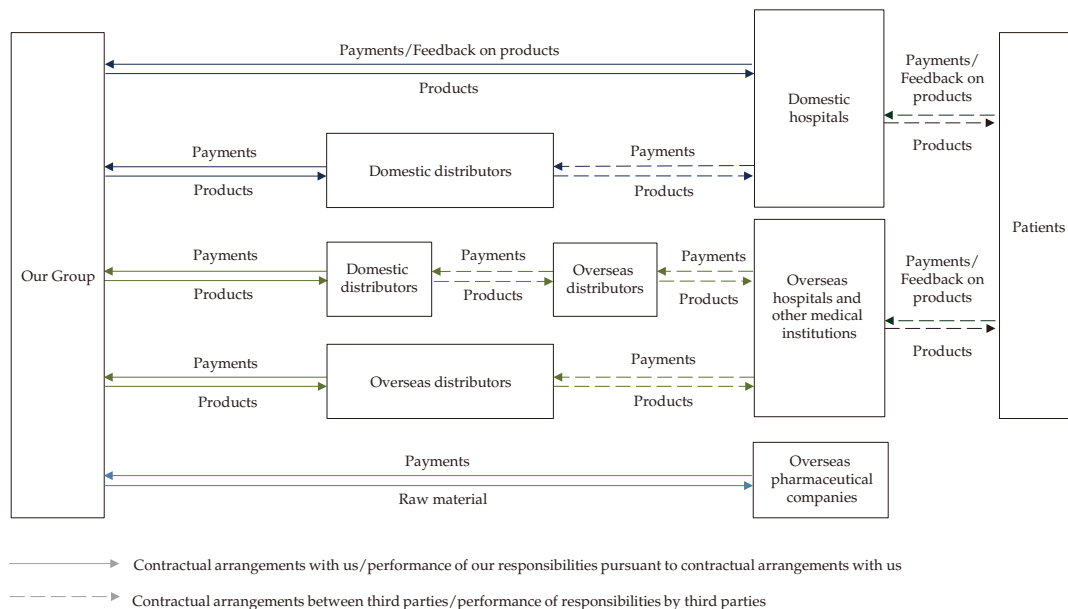 Our Group
Payments/Feedback on products
Products
Domestic
hospitals
Payments/
Feedback on
products
Products
Payments
Products
Domestic distributors
Payments
Products
Patients
Payments
Products
Domestic
distributors
Payments
Products
Overseas
distributors
Payments
Products
Overseas
hospitals and
other medical
institutions
Payments/
Feedback on
products
Products
Payments
Products
Overseas distributors
Payments
Products
Payments
Raw material
Overseas
pharmaceutical
companies
Contractual arrangements with us/performance of our responsibilities pursuant to contractual arrangements with us
Contractual arrangements between third parties/performance of responsibilities by third parties